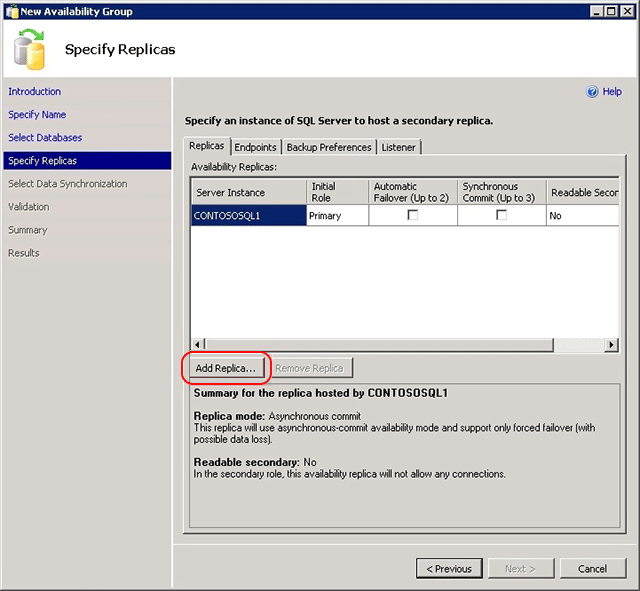 New Availability Group
Specify Replicas
Introduction
Specify Name
Select Databases
Specify Replicas
Select Data Synchronization
Validation
Summary
Results
Help
Specify an instance of SQL Server to host a secondary replica.
Replicas Endpoints Backup Preferences Listener
Availability Replicas:
Server Instance
Initial
Role
Automatic
Failover (Up to 2)
Synchronous
Commit (Up to 3)
Readable Secon
CONTOSOSQL1 Primary No
Add Replica... Remove Replica
Summary for the replica hosted by CONTOSOSQL1
Replica mode: Asynchronous commit
This replica will use asynchronous-commit availability mode and support only forced failover (with
possible data loss).
Readable secondary: No
In the secondary role, this availability replica will not allow any connections.
< Previous Next > Cancel